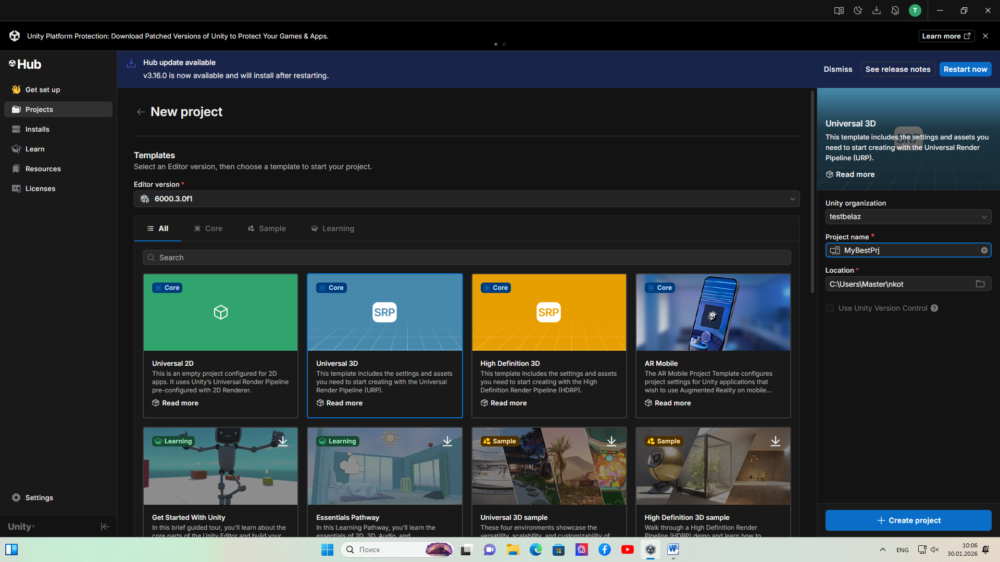 T
Unity Platform Protection: Download Patched Versions of Unity to Protect Your Games & Apps.
Learn more
Hub
Hub update available
v3.16.0 is now available and will install after restarting.
Dismiss
See release notes
Restart now
Get set up
Projects
Installs
Learn
Resources
Licenses
New project
Templates
Select an Editor version, then choose a template to start your project.
Editor version *
6000.3.0f1
All
Core
Sample
Learning
Search
Core
Core
SRP
Core
SRP
Core
Universal 2D
This is an empty project configured for 2D
apps. It uses Unity's Universal Render Pipeline
pre-configured with 2D Renderer.
Read more
Universal 3D
This template includes the settings and assets
you need to start creating with the Universal
Render Pipeline (URP).
Read more
High Definition 3D
This template includes the settings and assets
you need to start creating with the High
Definition Render Pipeline (HDRP).
Read more
AR Mobile
The AR Mobile Project Template configures
project settings for Unity applications that
wish to use Augmented Reality on mobile...
Read more
Learning
Learning
Sample
Sample
Get Started With Unity
In this brief guided tour, you'll learn about the
core parts of the Unity Editor and build your
Essentials Pathway
In this Learning Pathway, you'll learn the
essentials of 2D, 3D, Audio, and
Universal 3D sample
These four environments showcase the
versatility, scalability, and customizability of
High Definition 3D sample
Walk through a High Definition Render
Pipeline (HDRP) demo and learn how to
SRP
Universal 3D
This template includes the settings and assets you
need to start creating with the Universal Render
Pipeline (URP).
Read more
Unity organization
testbelaz
Project name *
MyBestPrj
Location *
C:\Users\Master\nkot
Use Unity Version Control ?
Create project
Settings
Unity
Поиск
W
ENG
10:06
30.01.2026